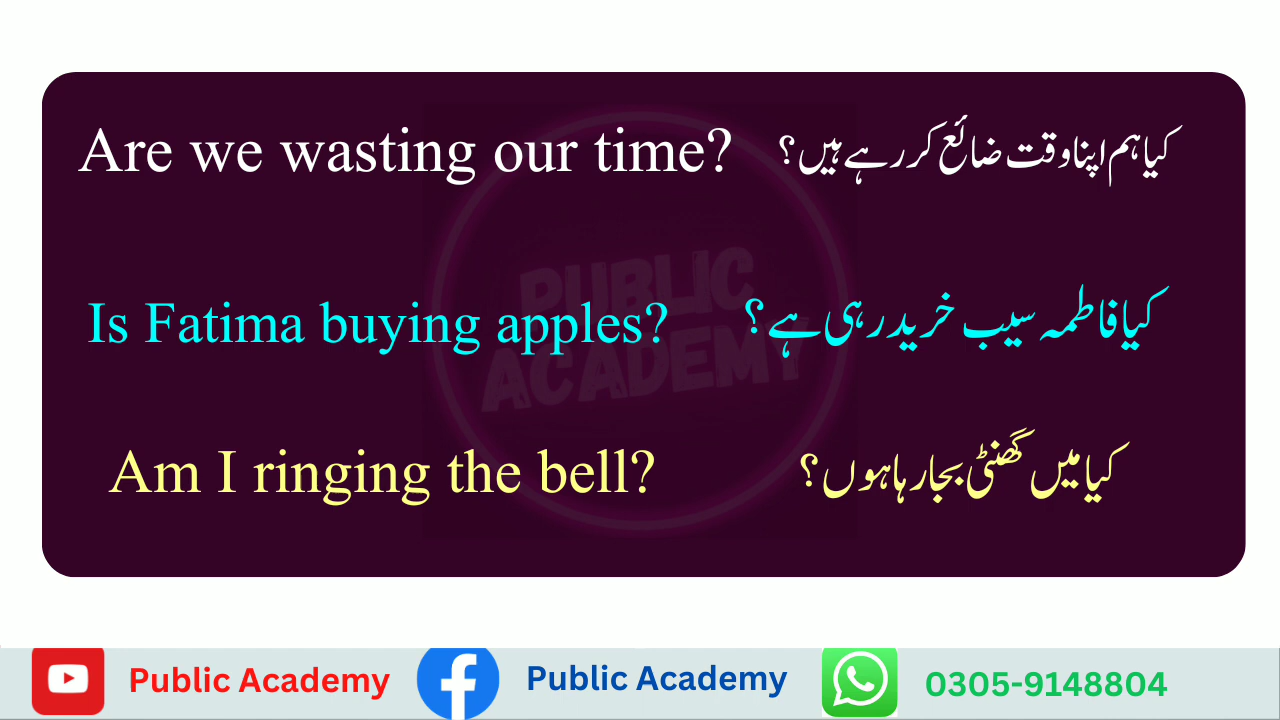 Are we wasting our time? کیا ہم اپنا وقت ضائع کر رہے ہیں؟
Is Fatima buying apples? کیا فاطمہ سیب خرید رہی ہے؟
Am I ringing the bell? کیا میں گھنٹی بجا رہا ہوں؟
PUBLIC
ACADEMY
Public Academy Public Academy 0305-9148804